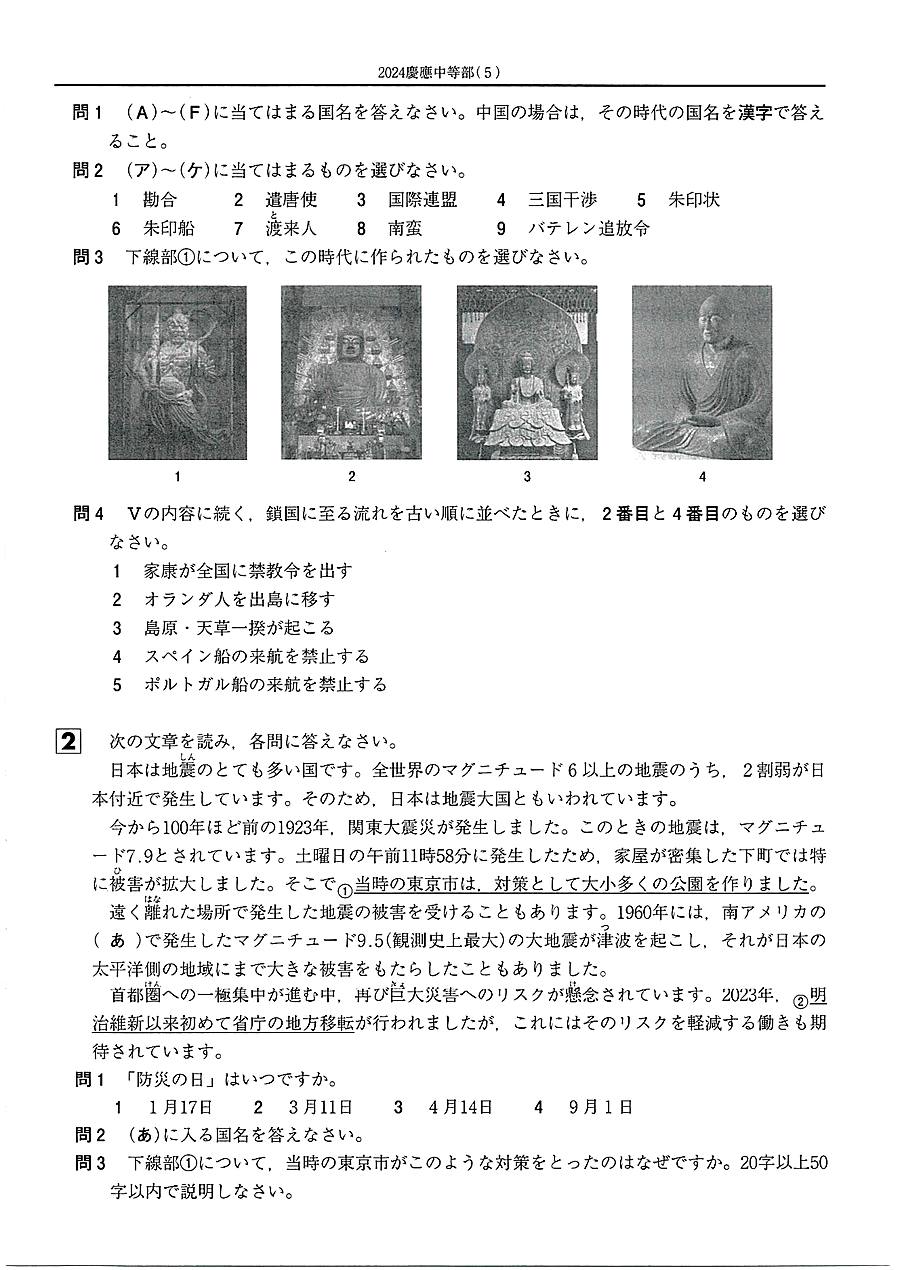 2024慶應中等部(5)
問1 (A)～(F)に当てはまる国名を答えなさい。中国の場合は，その時代の国名を漢字で答え
ること。
問2 (ア)～(ケ)に当てはまるものを選びなさい。
1 勘合 2 遣唐使 3 国際連盟 4 三国干渉 5 朱印状
6 朱印船 7 渡来人 8 南蛮 9 バテレン追放令
問3 下線部①について，この時代に作られたものを選びなさい。
1 2 3 4
問4 Vの内容に続く，鎖国に至る流れを古い順に並べたときに，2番目と4番目のものを選び
なさい。
1 家康が全国に禁教令を出す
2 オランダ人を出島に移す
3 島原・天草一揆が起こる
4 スペイン船の来航を禁止する
5 ポルトガル船の来航を禁止する
2 次の文章を読み，各問に答えなさい。
日本は地震のとても多い国です。全世界のマグニチュード6以上の地震のうち，2割弱が日
本付近で発生しています。そのため，日本は地震大国ともいわれています。
今から100年ほど前の1923年，関東大震災が発生しました。このときの地震は，マグニチュ
ード7.9とされています。土曜日の午前11時58分に発生したため，家屋が密集した下町では特
に被害が拡大しました。そこで①当時の東京市は，対策として大小多くの公園を作りました。
遠く離れた場所で発生した地震の被害を受けることもあります。1960年には，南アメリカの
(あ)で発生したマグニチュード9.5(観測史上最大)の大地震が津波を起こし，それが日本の
太平洋側の地域にまで大きな被害をもたらしたこともありました。
首都圏への一極集中が進む中，再び巨大災害へのリスクが懸念されています。2023年，②明
治維新以来初めて省庁の地方移転が行われましたが，これにはそのリスクを軽減する働きも期
待されています。
問1 「防災の日」はいつですか。
1 1月17日 2 3月11日 3 4月14日 4 9月1日
問2 (あ)に入る国名を答えなさい。
問3 下線部①について，当時の東京市がこのような対策をとったのはなぜですか。20字以上50
字以内で説明しなさい。